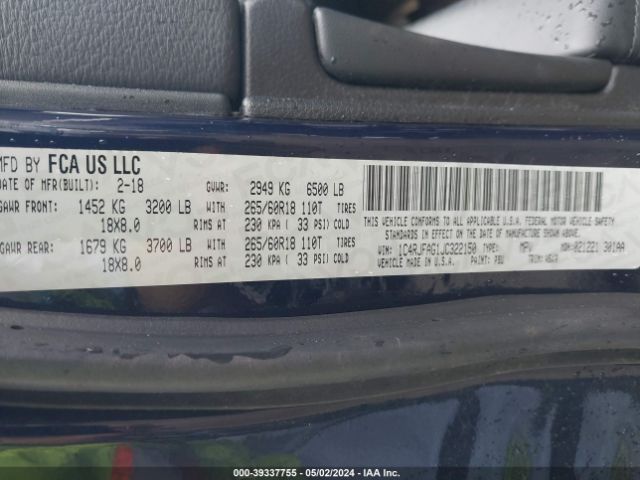 MFD BY FCA US LLC
DATE OF MFR(BUILT): 2-18 GVWR: 2949 KG 6500 LB
GAWR FRONT: 1452 KG 3200 LB WITH 265/60R18 110T TIRES
18X8.0 RIMS AT 230 KPA ( 33 PSI) COLD
GAWR REAR: 1679 KG 3700 LB WITH 265/60R18 110T TIRES
18X8.0 RIMS AT 230 KPA ( 33 PSI) COLD
THIS VEHICLE CONFORMS TO ALL APPLICABLE U.S.A. FEDERAL MOTOR VEHICLE SAFETY
STANDARDS IN EFFECT ON THE DATE OF MANUFACTURE SHOWN ABOVE.
VIN: 1C4RJFAG1JC322150 TYPE: MPV MDH: 021221 301AA
VEHICLE MADE IN U.S.A. PAINT: PBU TRIM:
000-39337755 - 05/02/2024 - IAA Inc.